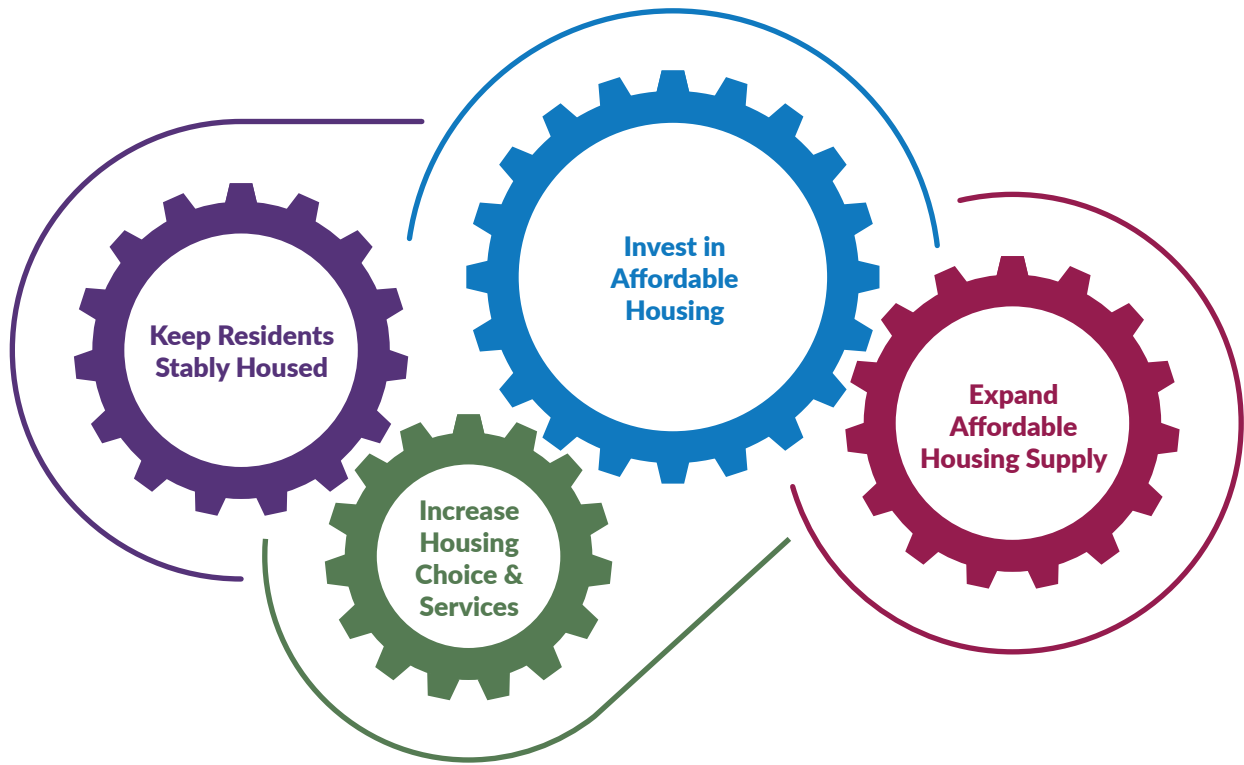 Keep Residents
Stably Housed
Invest in
Affordable
Housing
Increase
Housing
Choice &
Services
Expand
Affordable
Housing Supply